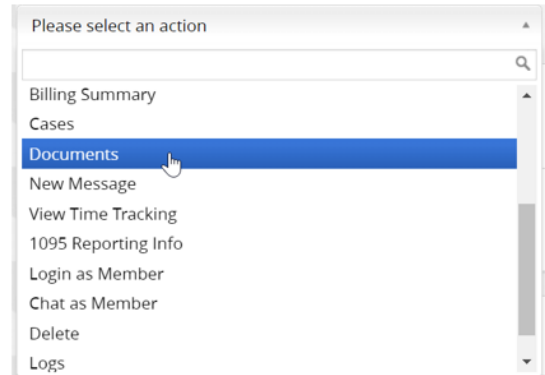 Please select an action
Billing Summary
Cases
Documents
New Message
View Time Tracking
1095 Reporting Info
Login as Member
Chat as Member
Delete
Logs